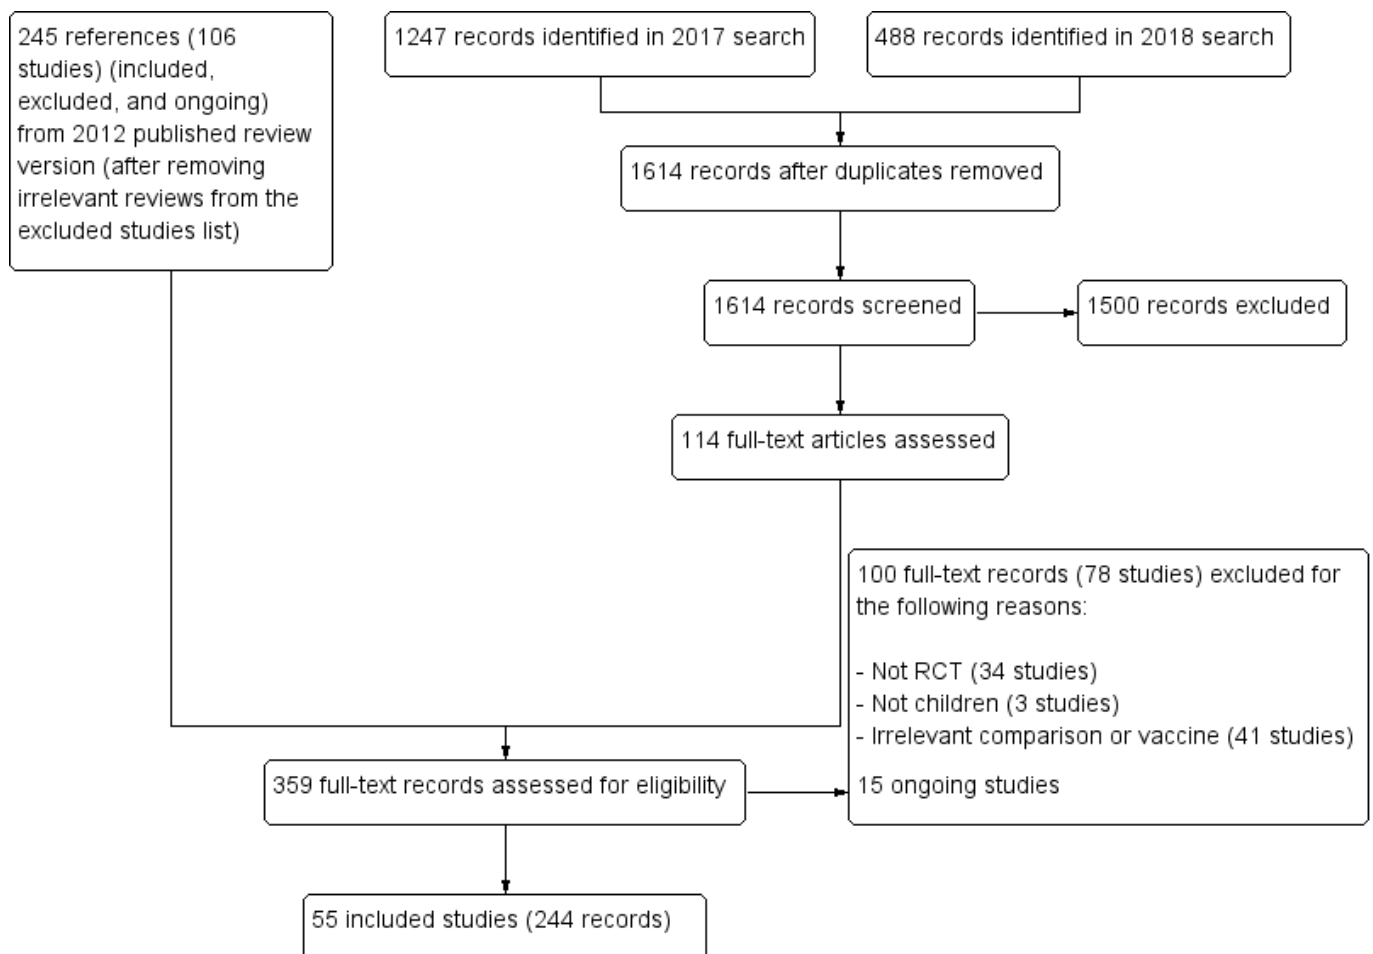 245 references (106
studies) (included,
excluded, and ongoing)
from 2012 published review
version (after removing
irrelevant reviews from the
excluded studies list)
1247 records identified in 2017 search
488 records identified in 2018 search
1614 records after duplicates removed
1614 records screened
1500 records excluded
114 full-text articles assessed
100 full-text records (78 studies) excluded for
the following reasons:
- Not RCT (34 studies)
- Not children (3 studies)
- Irrelevant comparison or vaccine (41 studies)
15 ongoing studies
359 full-text records assessed for eligibility
55 included studies (244 records)